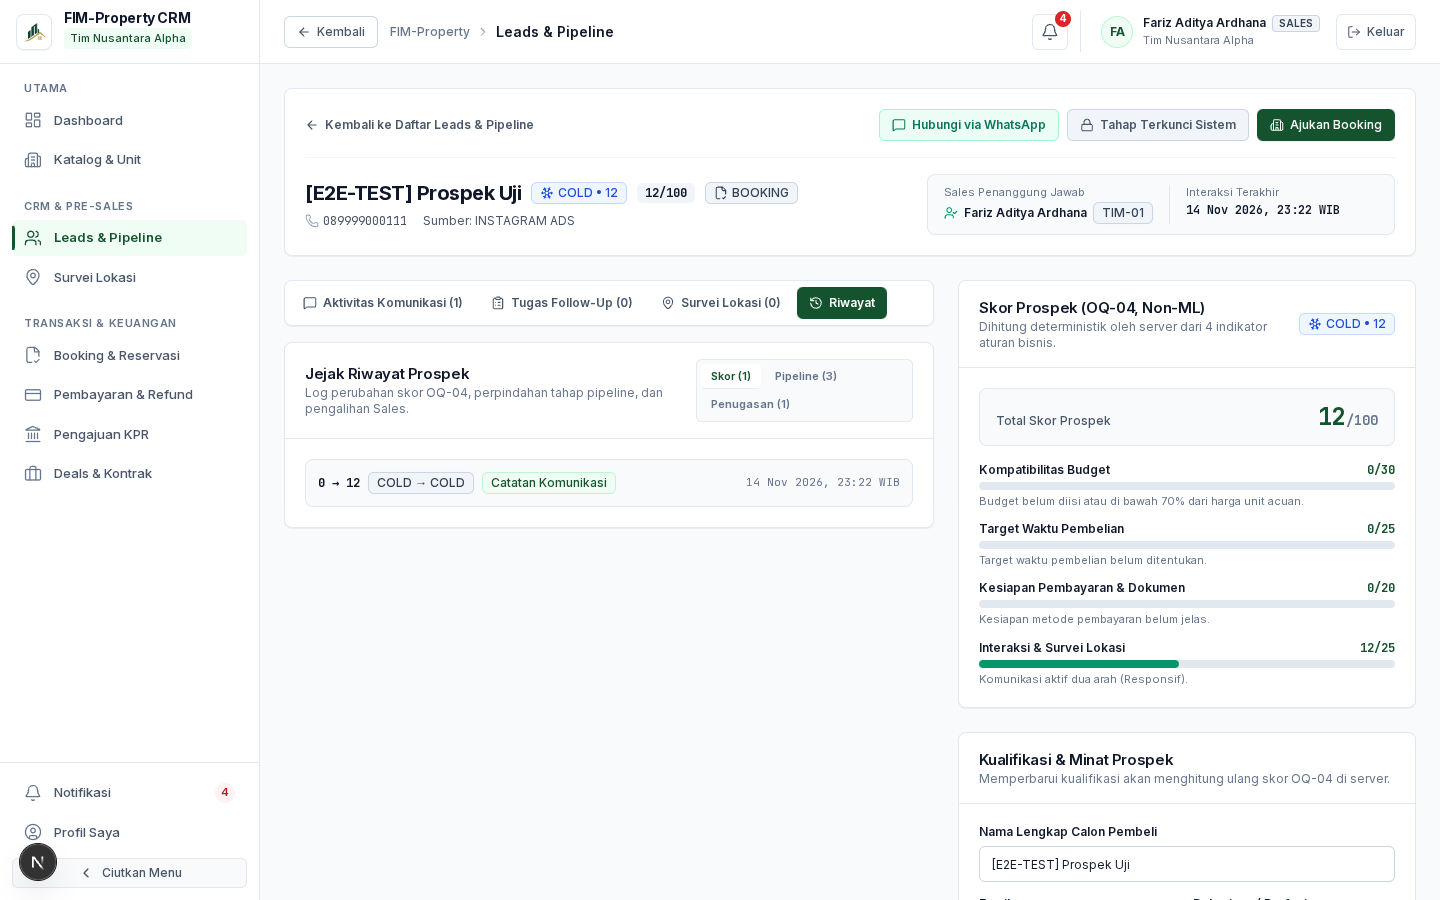 FIM-Property CRM
Tim Nusantara Alpha
UTAMA
Dashboard
Katalog & Unit
CRM & PRE-SALES
Leads & Pipeline
Survei Lokasi
TRANSAKSI & KEUANGAN
Booking & Reservasi
Pembayaran & Refund
Pengajuan KPR
Deals & Kontrak
Notifikasi 4
Profil Saya
N
Ciutkan Menu
Kembali FIM-Property Leads & Pipeline
4
FA
Fariz Aditya Ardhana SALES
Tim Nusantara Alpha
Keluar
Kembali ke Daftar Leads & Pipeline
Hubungi via WhatsApp
Tahap Terkunci Sistem
Ajukan Booking
[E2E-TEST] Prospek Uji COLD • 12 12/100 BOOKING
089999000111 Sumber: INSTAGRAM ADS
Sales Penanggung Jawab
Fariz Aditya Ardhana TIM-01
Interaksi Terakhir
14 Nov 2026, 23:22 WIB
Aktivitas Komunikasi (1)
Tugas Follow-Up (0)
Survei Lokasi (0)
Riwayat
Jejak Riwayat Prospek
Log perubahan skor OQ-04, perpindahan tahap pipeline, dan
pengalihan Sales.
Skor (1) Pipeline (3)
Penugasan (1)
0 → 12 COLD → COLD Catatan Komunikasi 14 Nov 2026, 23:22 WIB
Skor Prospek (OQ-04, Non-ML)
Dihitung deterministik oleh server dari 4 indikator
aturan bisnis.
COLD • 12
Total Skor Prospek 12/100
Kompatibilitas Budget 0/30
Budget belum diisi atau di bawah 70% dari harga unit acuan.
Target Waktu Pembelian 0/25
Target waktu pembelian belum ditentukan.
Kesiapan Pembayaran & Dokumen 0/20
Kesiapan metode pembayaran belum jelas.
Interaksi & Survei Lokasi 12/25
Komunikasi aktif dua arah (Responsif).
Kualifikasi & Minat Prospek
Memperbarui kualifikasi akan menghitung ulang skor OQ-04 di server.
Nama Lengkap Calon Pembeli
[E2E-TEST] Prospek Uji